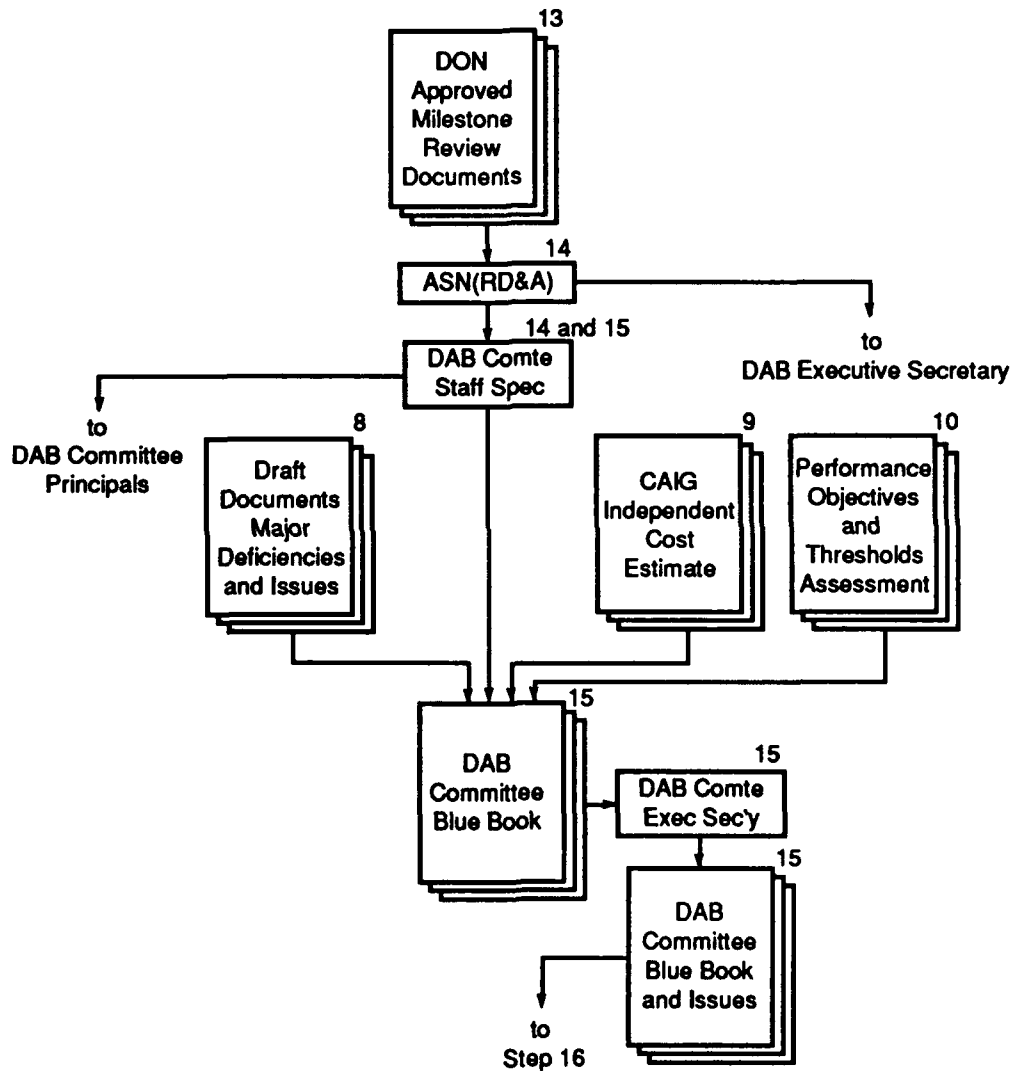 13
DON
Approved
Milestone
Review
Documents
14
ASN(RD&A)
14 and 15
DAB Comte
Staff Spec
to
DAB Executive Secretary
to
DAB Committee
Principals
8
Draft
Documents
Major
Deficiencies
and Issues
9
CAIG
Independent
Cost
Estimate
10
Performance
Objectives
and
Thresholds
Assessment
15
DAB
Committee
Blue Book
15
DAB Comte
Exec Sec'y
15
DAB
Committee
Blue Book
and Issues
to
Step 16